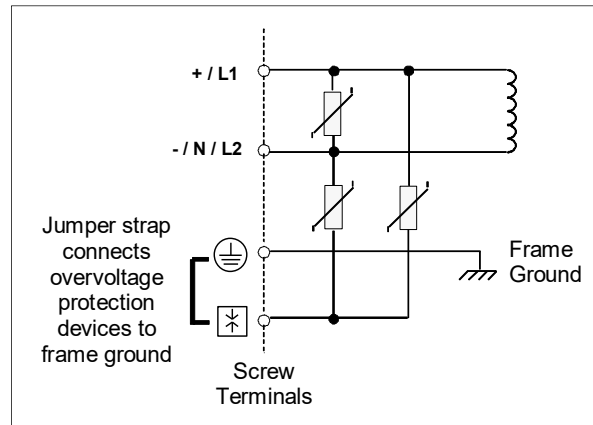 + / L1
- / N / L2
Jumper strap
connects
overvoltage
protection
devices to
frame ground
Frame
Ground
Screw
Terminals